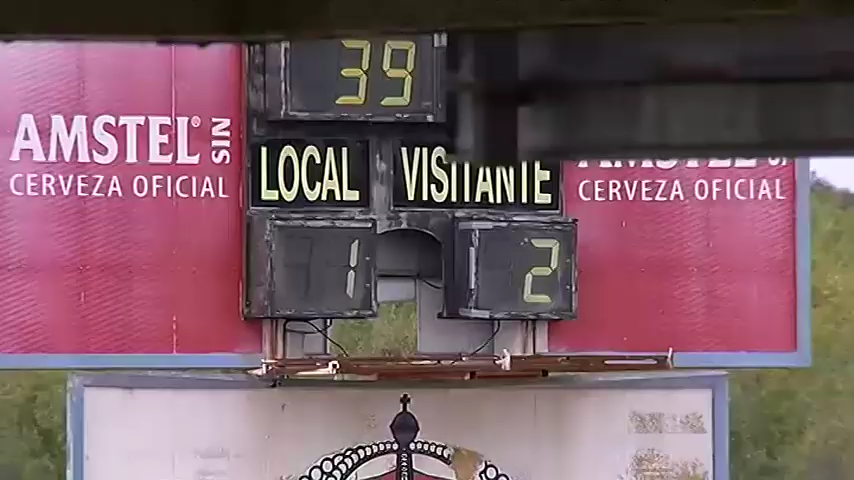 39
AMSTEL® SIN
CERVEZA OFICIAL
LOCAL VISITANTE
AMSTEL
CERVEZA OFICIAL
1 2